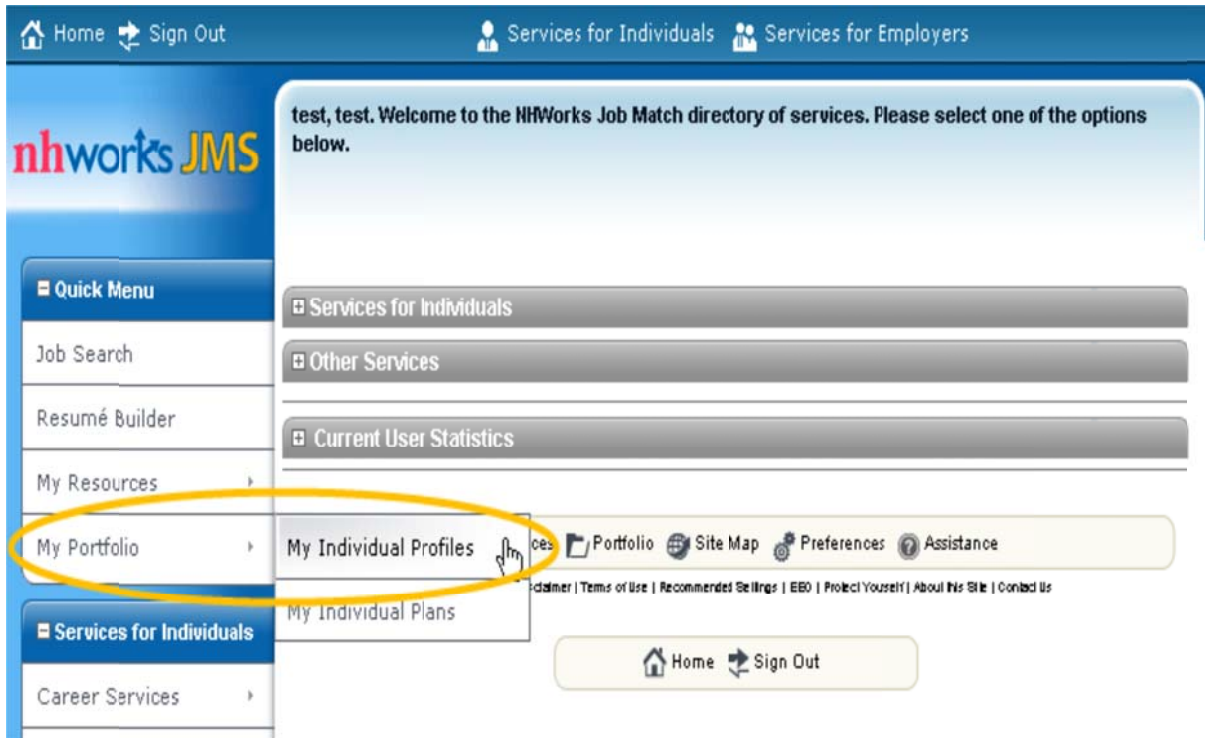 Home Sign Out Services for Individuals Services for Employers
nhworks JMS
test, test. Welcome to the NHWorks Job Match directory of services. Please select one of the options
below.
Quick Menu
Job Search
Resumé Builder
My Resources
My Portfolio
My Individual Profiles
My Individual Plans
Services for Individuals
Career Services
Services for Individuals
Other Services
Current User Statistics
ces Portfolio Site Map Preferences Assistance
claimer | Terms of Use | Recommended Settings | EEO | Protect Yourself | About this Site | Contact Us
Home Sign Out